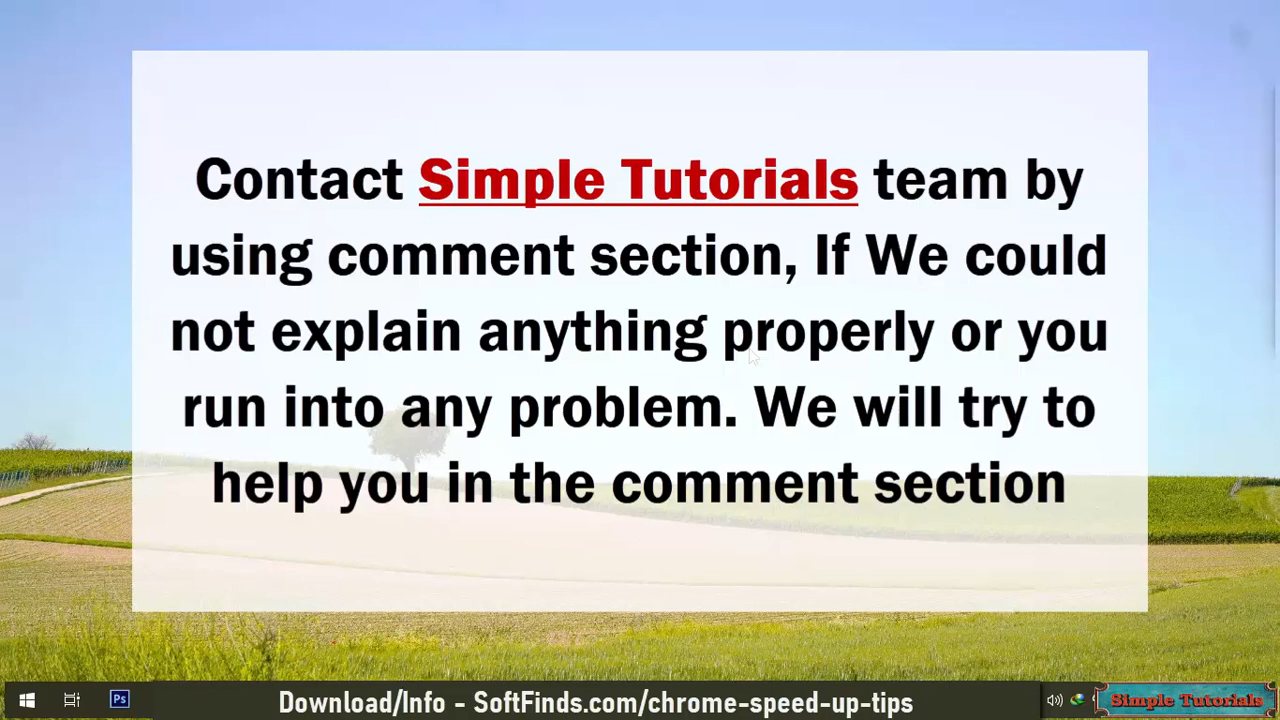 Contact Simple Tutorials team by
using comment section, If We could
not explain anything properly or you
run into any problem. We will try to
help you in the comment section
Ps
Download/Info - SoftFinds.com/chrome-speed-up-tips
Simple Tutorials